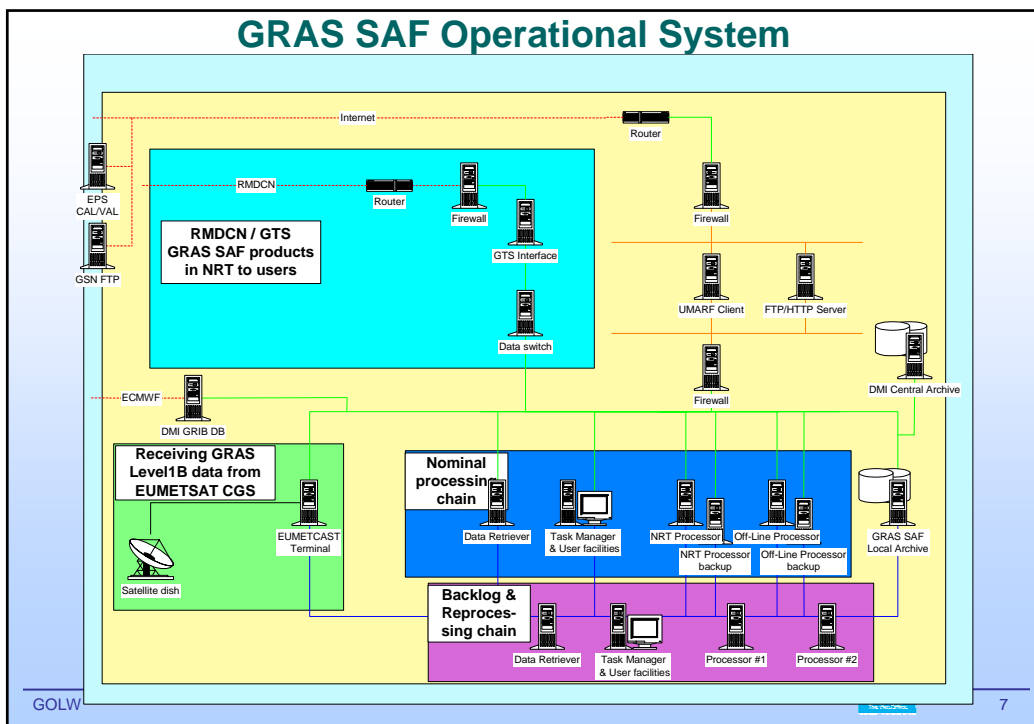 GRAS SAF Operational System
Internet
Router
EPS
CAL/VAL
RMDCN
Router
Firewall
Firewall
RMDCN / GTS
GRAS SAF products
in NRT to users
GTS Interface
GSN FTP
UMARF Client
FTP/HTTP Server
Data switch
DMI Central Archive
ECMWF
Firewall
DMI GRIB DB
Receiving GRAS
Level1B data from
EUMETSAT CGS
Nominal
processing
chain
EUMETCAST
Terminal
Data Retriever
Task Manager
& User facilities
NRT Processor
Off-Line Processor
GRAS SAF
Local Archive
NRT Processor
backup
Off-Line Processor
backup
Satellite dish
Backlog &
Reproces-
sing chain
Data Retriever
Task Manager
& User facilities
Processor #1
Processor #2
GOLW
7